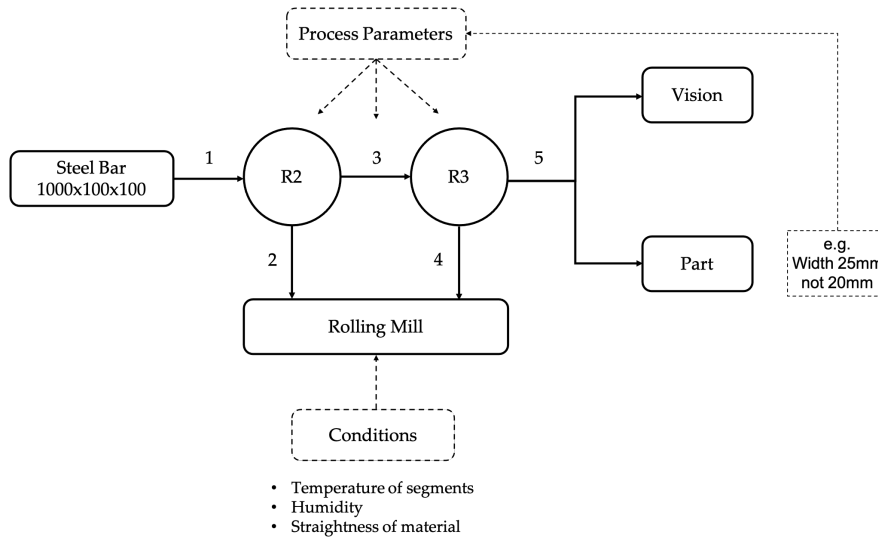 Process Parameters
Vision
Steel Bar
1000x100x100
1
R2
3
R3
5
2
4
Part
e.g.
Width 25mm
not 20mm
Rolling Mill
Conditions
• Temperature of segments
• Humidity
• Straightness of material